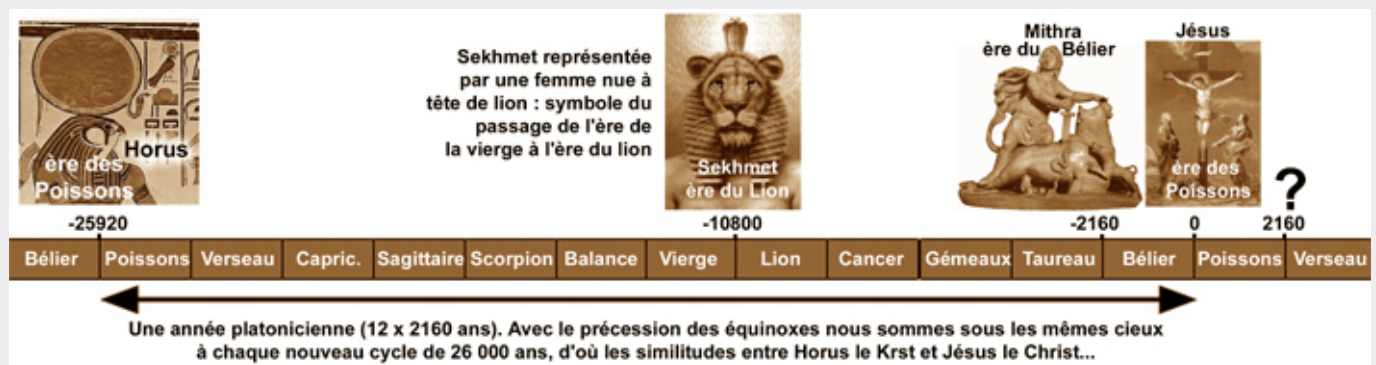 Horus
ère des
Poissons
Sekhmet représentée
par une femme nue à
tête de lion : symbole du
passage de l'ère de
la vierge à l'ère du lion
Sekhmet
ère du Lion
Mithra
ère du Bélier
Jésus
ère des
Poissons
?
-25920 -10800 -2160 0 2160
Bélier Poissons Verseau Capric. Sagittaire Scorpion Balance Vierge Lion Cancer Gémeaux Taureau Bélier Poissons Verseau
Une année platonicienne (12 x 2160 ans). Avec le précession des équinoxes nous sommes sous les mêmes cieux
à chaque nouveau cycle de 26 000 ans, d'où les similitudes entre Horus le Krst et Jésus le Christ...